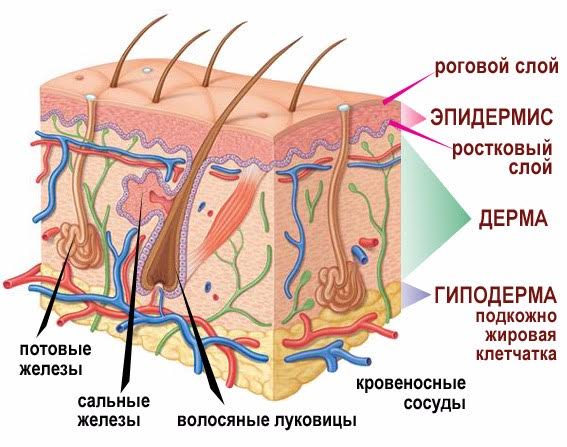 роговой слой
ЭПИДЕРМИС
ростковый
слой
ДЕРМА
ГИПОДЕРМА
подкожно
жировая
клетчатка
потовые
железы
сальные
железы
волосяные луковицы
кровеносные
сосуды